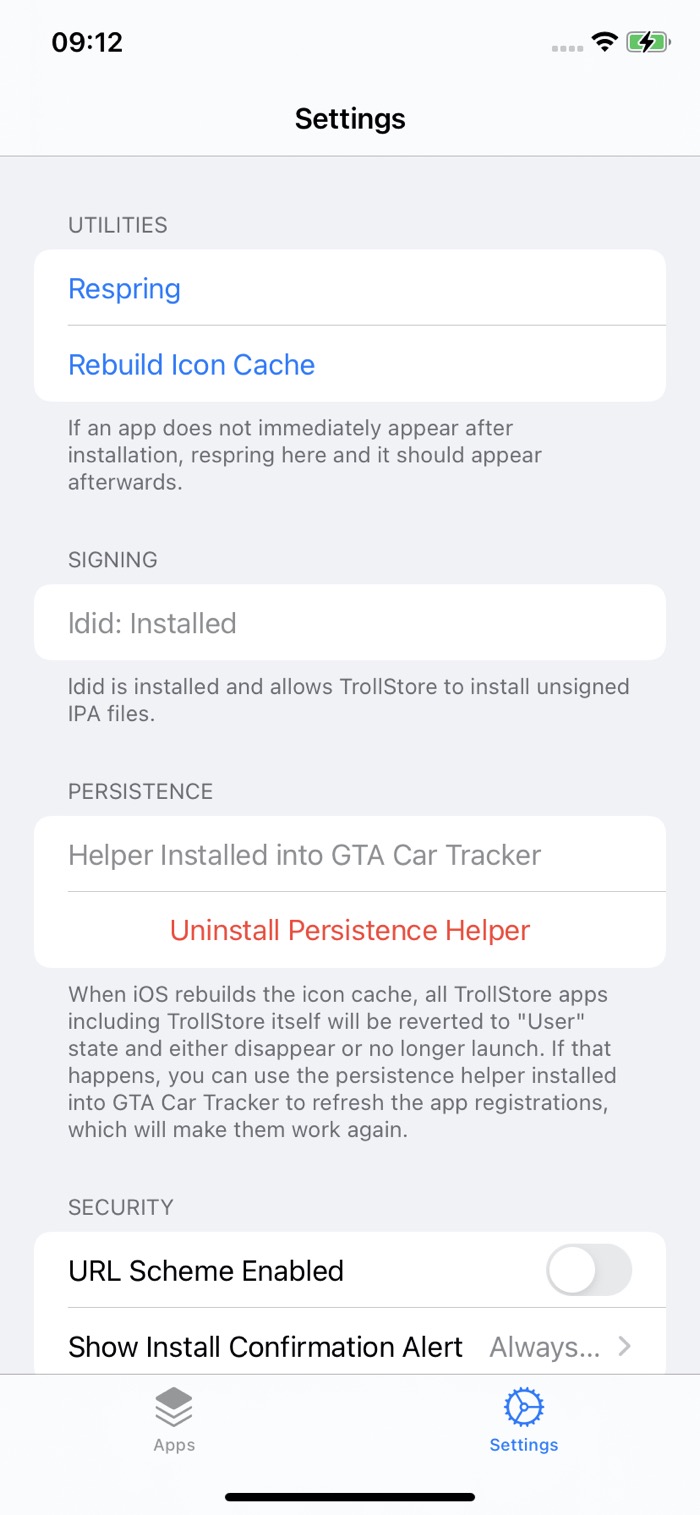 09:12
Settings
UTILITIES
Respring
Rebuild Icon Cache
If an app does not immediately appear after
installation, respring here and it should appear
afterwards.
SIGNING
ldid: Installed
ldid is installed and allows TrollStore to install unsigned
IPA files.
PERSISTENCE
Helper Installed into GTA Car Tracker
Uninstall Persistence Helper
When iOS rebuilds the icon cache, all TrollStore apps
including TrollStore itself will be reverted to "User"
state and either disappear or no longer launch. If that
happens, you can use the persistence helper installed
into GTA Car Tracker to refresh the app registrations,
which will make them work again.
SECURITY
URL Scheme Enabled
Show Install Confirmation Alert Always...
Apps
Settings